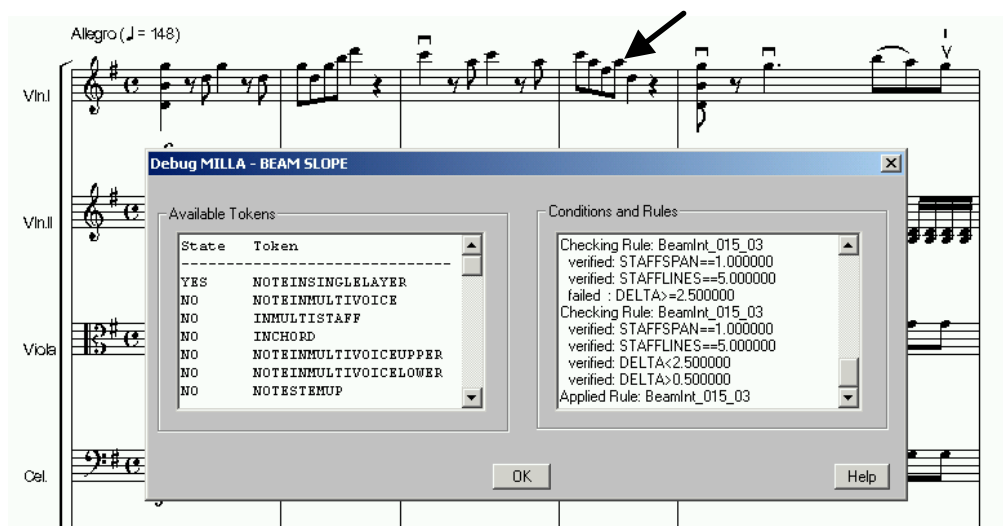 Allegro (♩= 148)
Vln.I
Debug MILLA - BEAM SLOPE
Vln.II
Available Tokens
State Token
--------------------------------
YES NOTEINSINGLELAYER
NO NOTEINMULTIVOICE
NO INMULTISTAFF
NO INCHORD
NO NOTEINMULTIVOICEUPPER
NO NOTEINMULTIVOICELOWER
NO NOTESTEMUP
Conditions and Rules
Checking Rule: BeamInt_015_03
verified: STAFFSPAN==1.000000
verified: STAFFLINES==5.000000
failed : DELTA>=2.500000
Checking Rule: BeamInt_015_03
verified: STAFFSPAN==1.000000
verified: STAFFLINES==5.000000
verified: DELTA<2.500000
verified: DELTA>0.500000
Applied Rule: BeamInt_015_03
Viola
Cel.
OK
Help